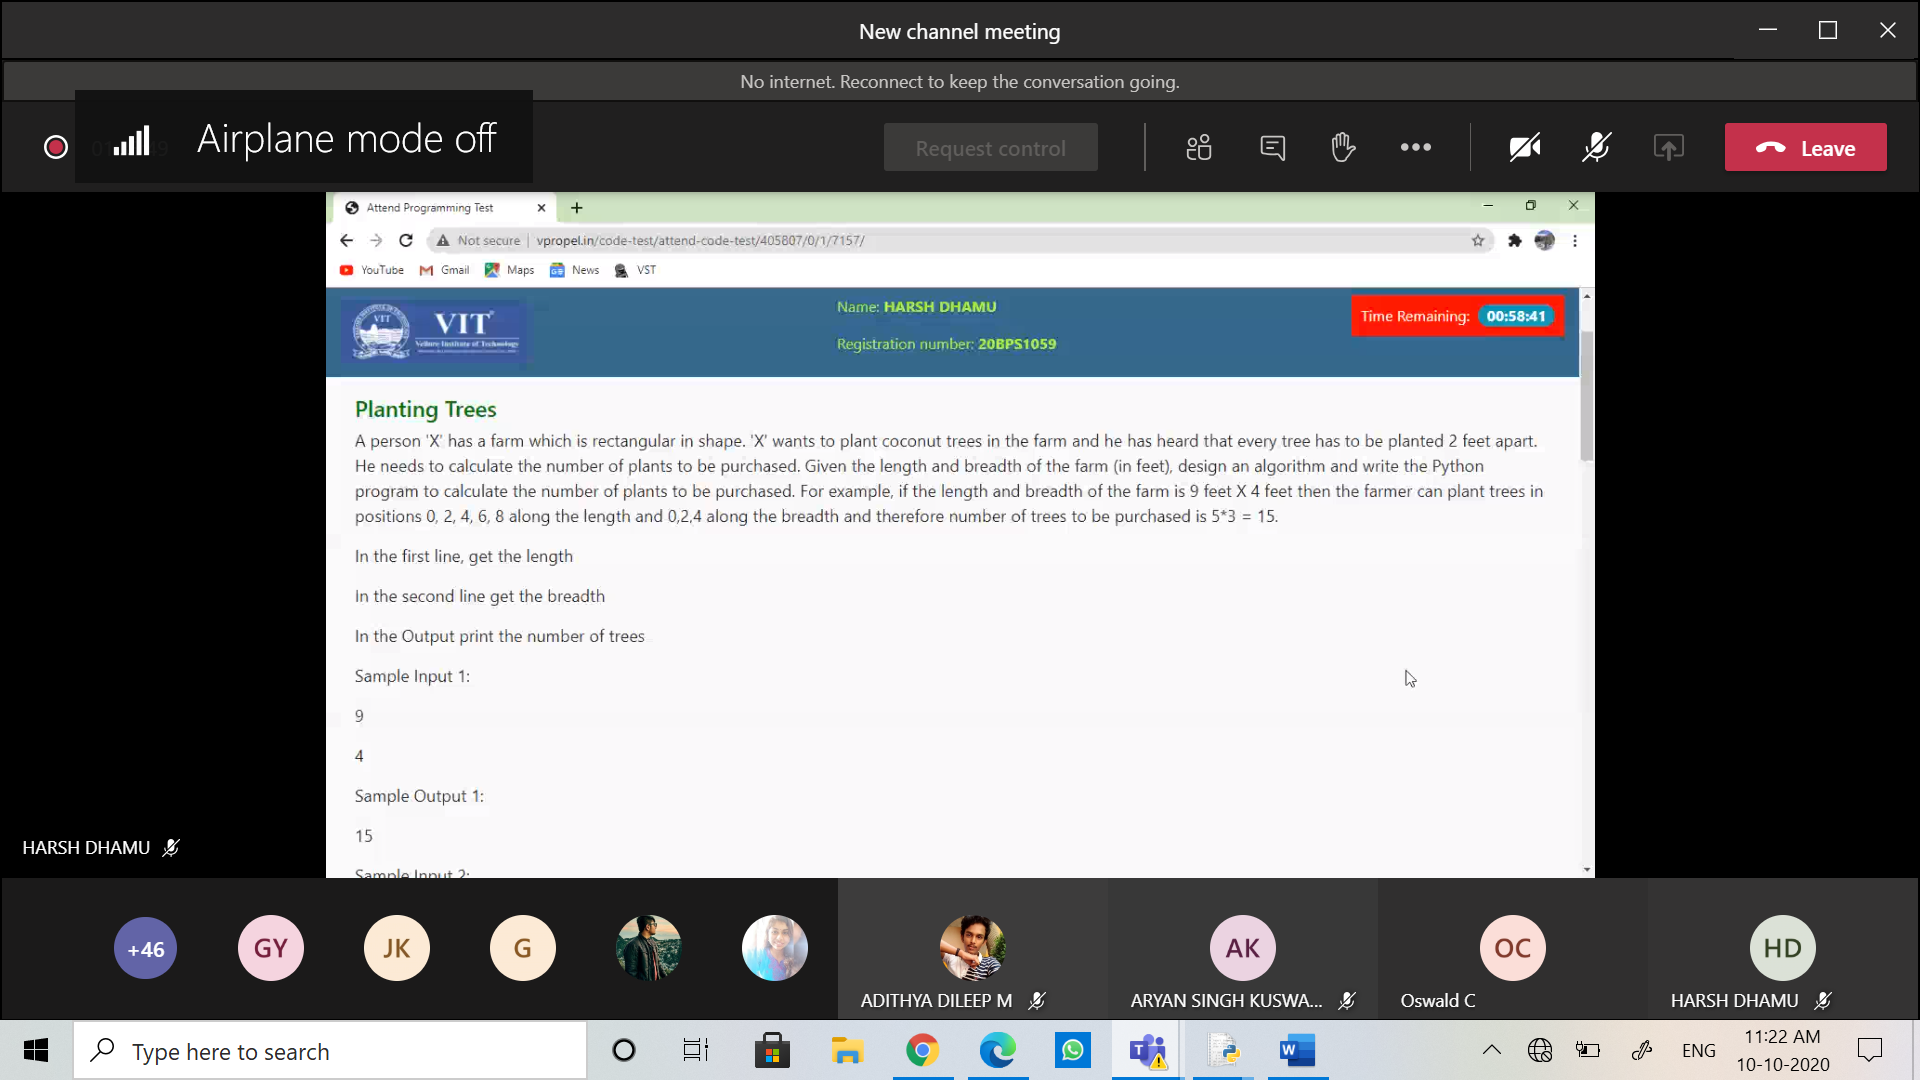 New channel meeting
No internet. Reconnect to keep the conversation going.
Airplane mode off
Request control
Leave
Attend Programming Test
Not secure
vpropel.in/code-test/attend-code-test/405807/0/1/7157/
YouTube
Gmail
Maps
News
VST
VIT
VIT
Vellore Institute of Technology
Name: HARSH DHAMU
Registration number: 20BPS1059
Time Remaining: 00:58:41
Planting Trees
A person 'X' has a farm which is rectangular in shape. 'X' wants to plant coconut trees in the farm and he has heard that every tree has to be planted 2 feet apart.
He needs to calculate the number of plants to be purchased. Given the length and breadth of the farm (in feet), design an algorithm and write the Python
program to calculate the number of plants to be purchased. For example, if the length and breadth of the farm is 9 feet X 4 feet then the farmer can plant trees in
positions 0, 2, 4, 6, 8 along the length and 0,2,4 along the breadth and therefore number of trees to be purchased is 5*3 = 15.
In the first line, get the length
In the second line get the breadth
In the Output print the number of trees
Sample Input 1:
9
4
Sample Output 1:
15
Sample Input 2:
HARSH DHAMU
+46
GY
JK
G
AK
OC
HD
ADITHYA DILEEP M
ARYAN SINGH KUSWA...
Oswald C
HARSH DHAMU
Type here to search
ENG
11:22 AM
10-10-2020